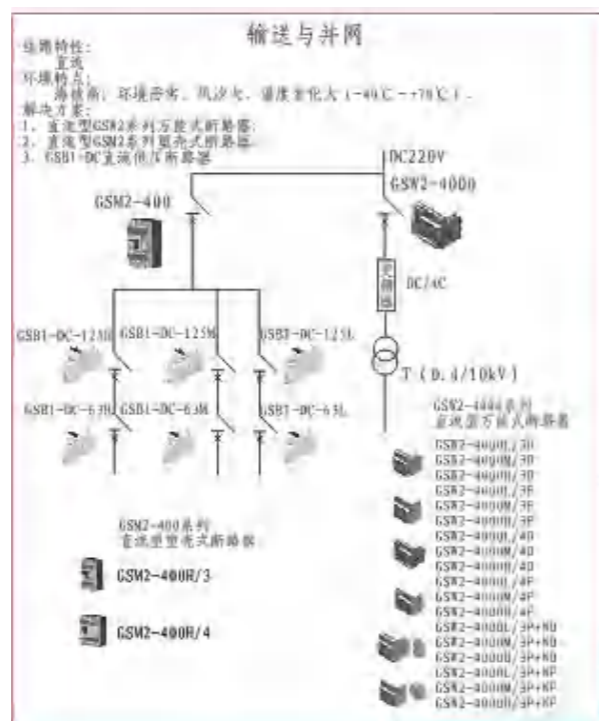 输送与并网
线路特性:
直流
环境特点:
海拔高; 环境恶劣、风沙大、温度变化大 (-40℃~+70℃).
解决方案:
1. 直流型GSW2系列万能式断路器;
2. 直流型GSM2系列塑壳式断路器;
3. GSB1-DC直流低压断路器
DC220V
GSM2-400
GSW2-4000
DC/AC
GSB1-DC-125H
GSB1-DC-125M
GSB1-DC-125L
T (0.4/10kV)
GSB1-DC-63H
GSB1-DC-63M
GSB1-DC-63L
GSW2-4000系列
直流型万能式断路器
GSW2-4000L/3D
GSW2-4000M/3D
GSW2-4000H/3D
GSW2-4000L/3F
GSW2-4000M/3F
GSW2-4000H/3F
GSW2-4000L/4D
GSW2-4000M/4D
GSW2-4000H/4D
GSW2-4000L/4F
GSW2-4000M/4F
GSW2-4000H/4F
GSW2-4000L/3P+ND
GSW2-4000M/3P+ND
GSW2-4000L/3P+NF
GSW2-4000M/3P+NF
GSW2-4000H/3P+NF
GSM2-400系列
直流型塑壳式断路器
GSM2-400H/3
GSM2-400H/4